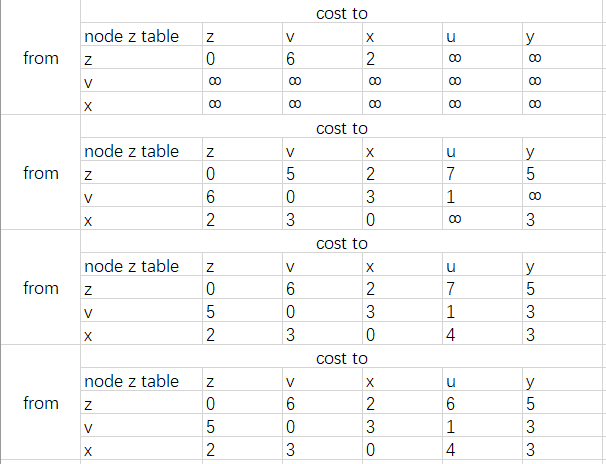 cost to
node z table z v x u y
from z 0 6 2 ∞ ∞
v ∞ ∞ ∞ ∞ ∞
x ∞ ∞ ∞ ∞ ∞
cost to
node z table z v x u y
from z 0 5 2 7 5
v 6 0 3 1 ∞
x 2 3 0 ∞ 3
cost to
node z table z v x u y
from z 0 6 2 7 5
v 5 0 3 1 3
x 2 3 0 4 3
cost to
node z table z v x u y
from z 0 6 2 6 5
v 5 0 3 1 3
x 2 3 0 4 3